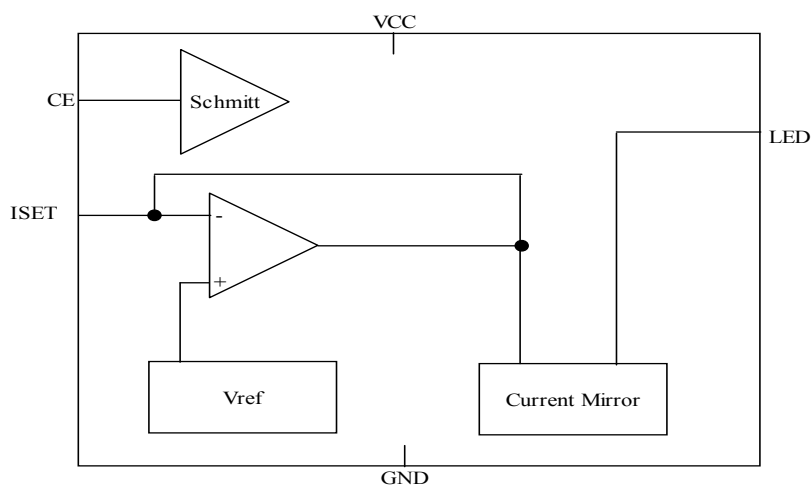 VCC
CE
Schmitt
LED
ISET
-
+
Vref
Current Mirror
GND